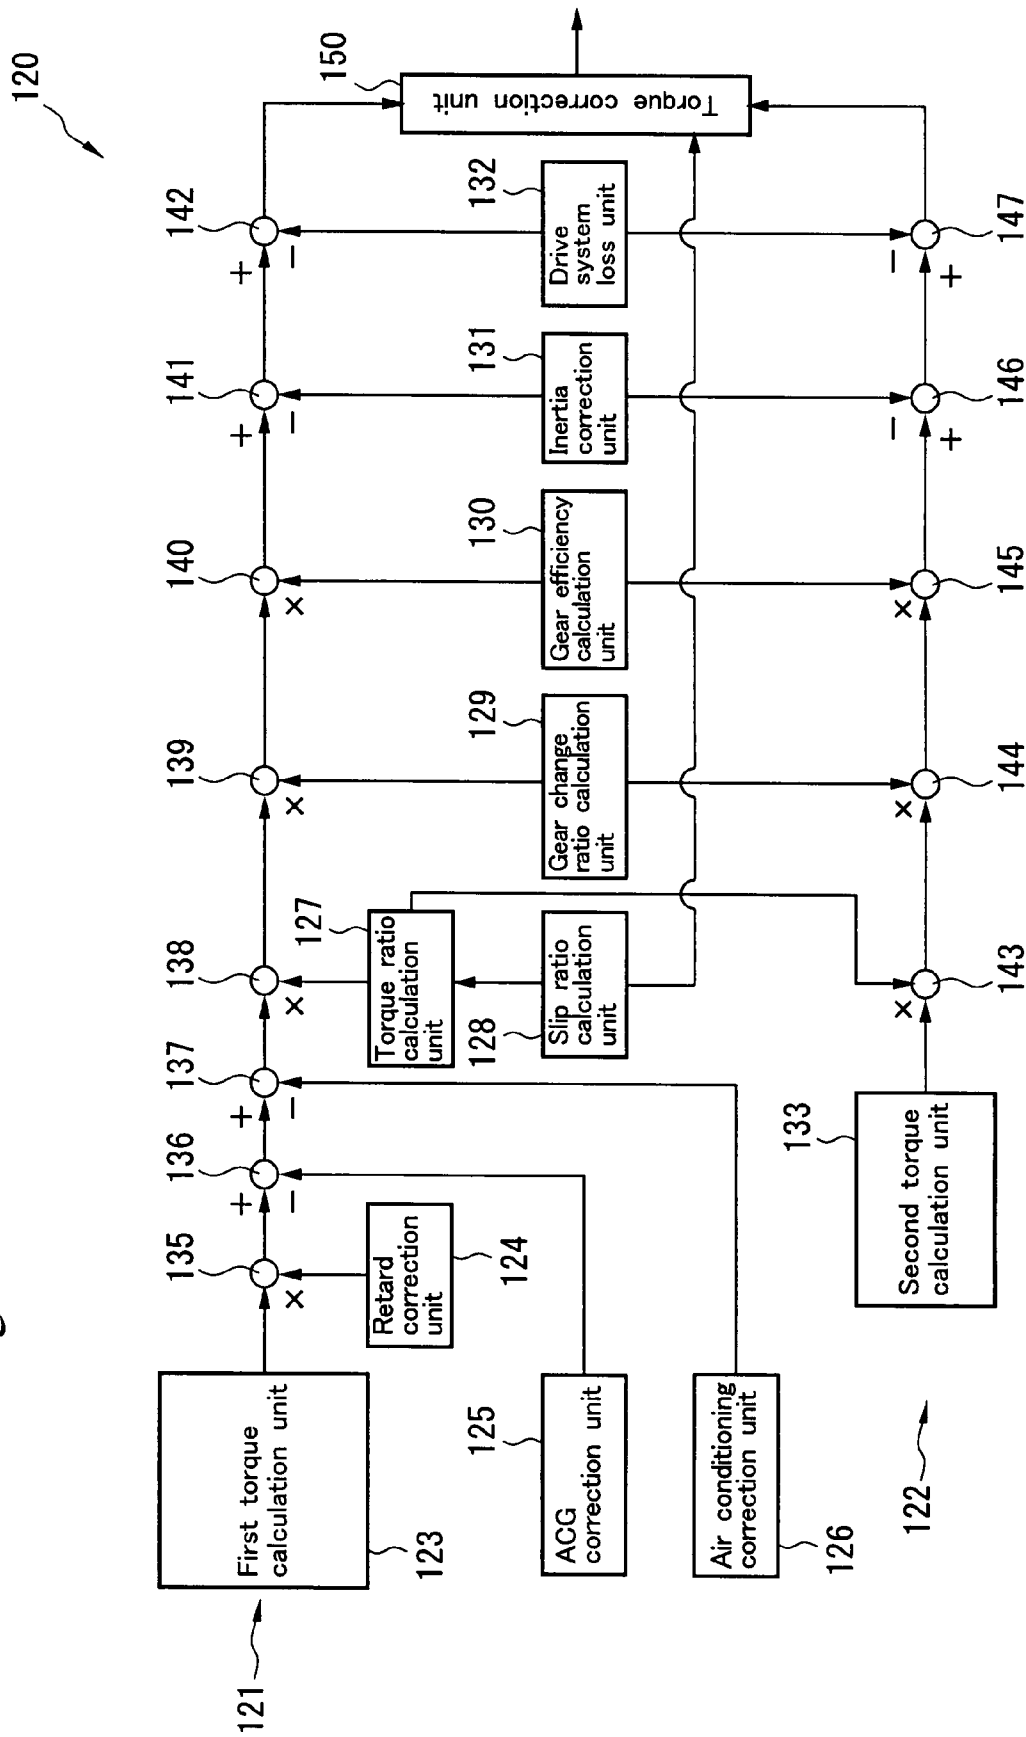 120
150
Torque correction unit
142
141
140
139
138
137
136
135
132
Drive
system
loss unit
131
Inertia
correction
unit
130
Gear efficiency
calculation
unit
129
Gear change
ratio calculation
unit
127
Torque ratio
calculation
unit
128
Slip ratio
calculation
unit
Retard
correction
unit
124
First torque
calculation unit
123
121
125
ACG
correction unit
Air conditioning
correction unit
126
133
Second torque
calculation unit
122
143
144
145
146
147
×
+
−
+
−
×
×
×
+
−
+
−
×
×
×
−
+
−
+